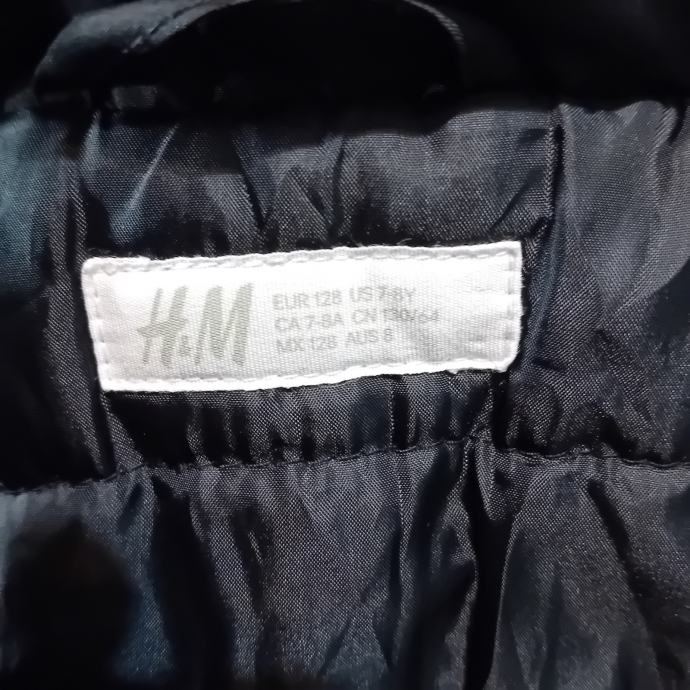 H&M
EUR 128 US 7-8Y
CA 7-8A CN 130/64
MX 128 AUS 8